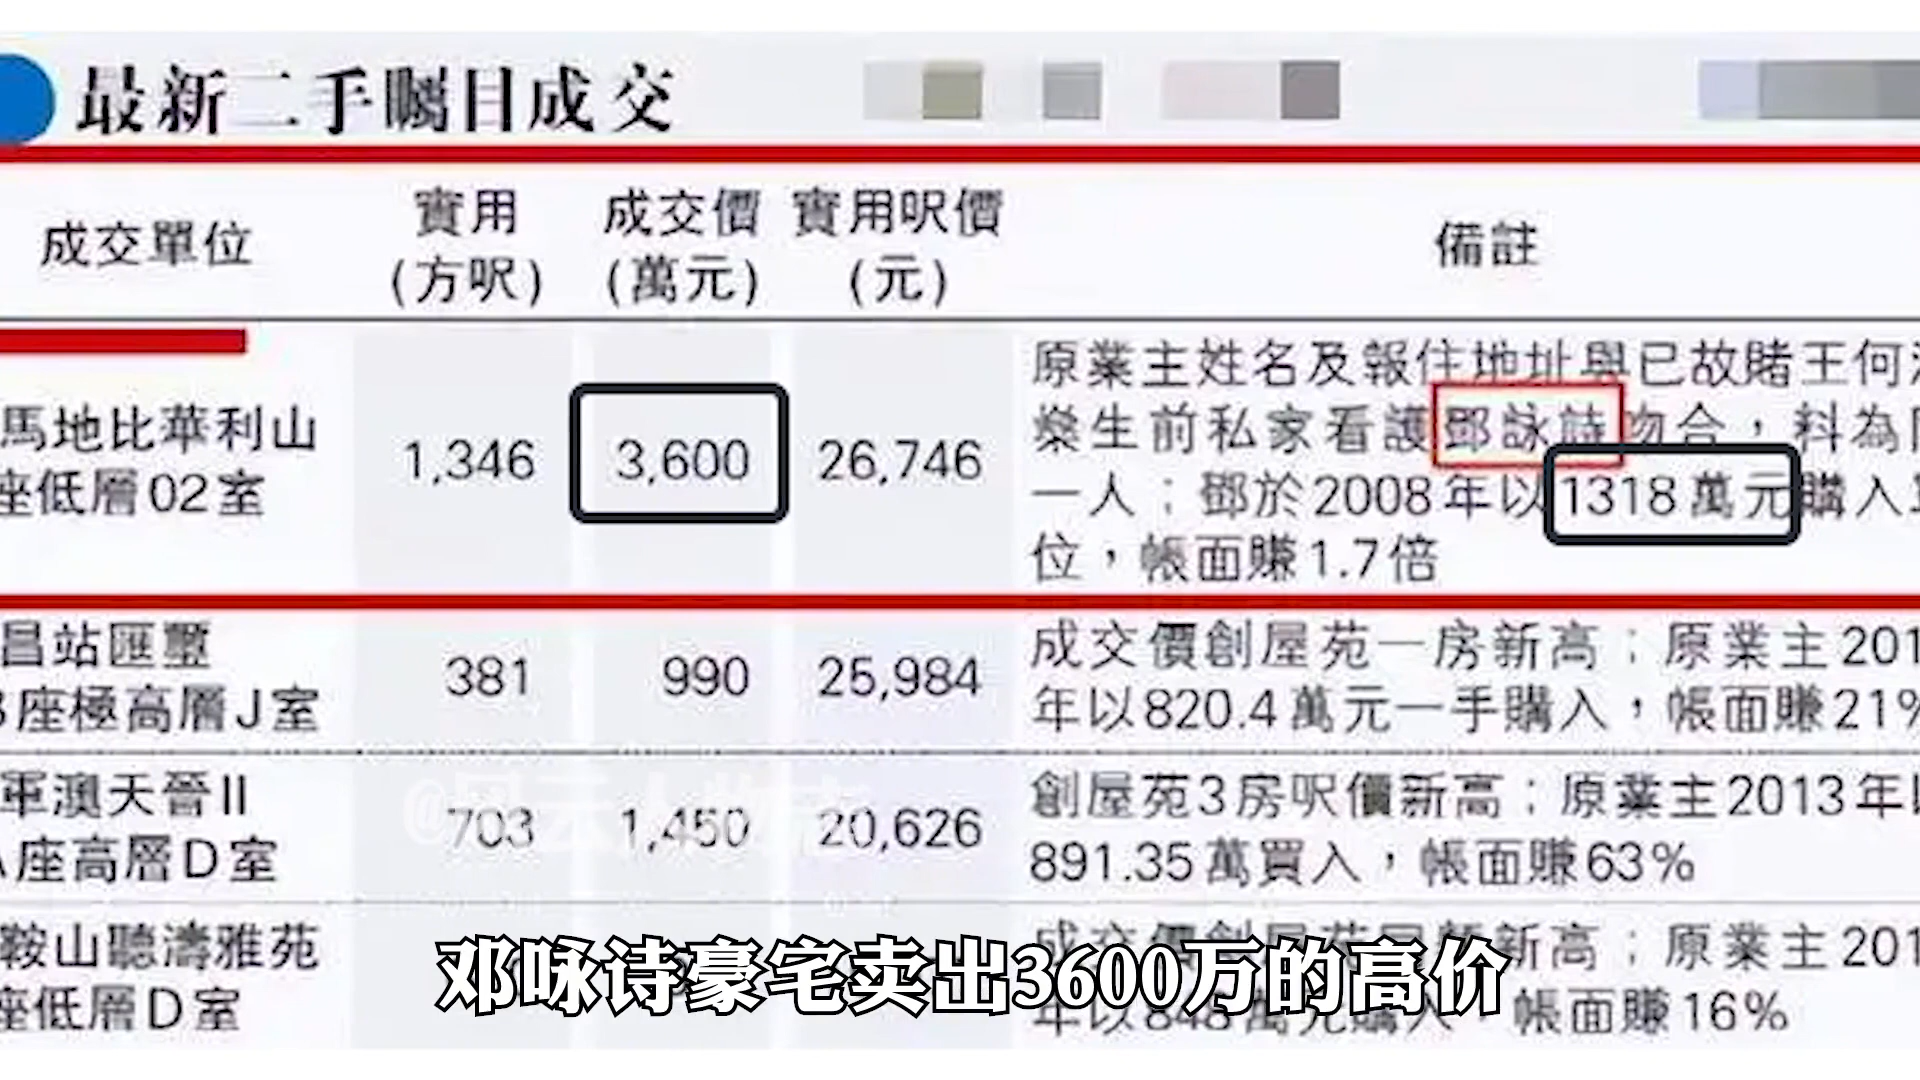 最新二手矚目成交
成交單位 實用(方呎) 成交價(萬元) 實用呎價(元) 備註
馬地比華利山
座低層02室
1,346 3,600 26,746
原業主姓名及報住地址與已故賭王何
燊生前私家看護鄧詠詩吻合，料為
一人；鄧於2008年以1318萬元購入
位，帳面賺1.7倍
昌站匯璽
座極高層J室
381 990 25,984
成交價創屋苑一房新高；原業主201
年以820.4萬元一手購入，帳面賺21%
軍澳天晉II
座高層D室
703 1,450 20,626
創屋苑3房呎價新高；原業主2013年
891.35萬買入，帳面賺63%
鞍山聽濤雅苑
座低層D室
新高；原業主201
年以848萬元購入，帳面賺16%
邓咏诗豪宅卖出3600万的高价